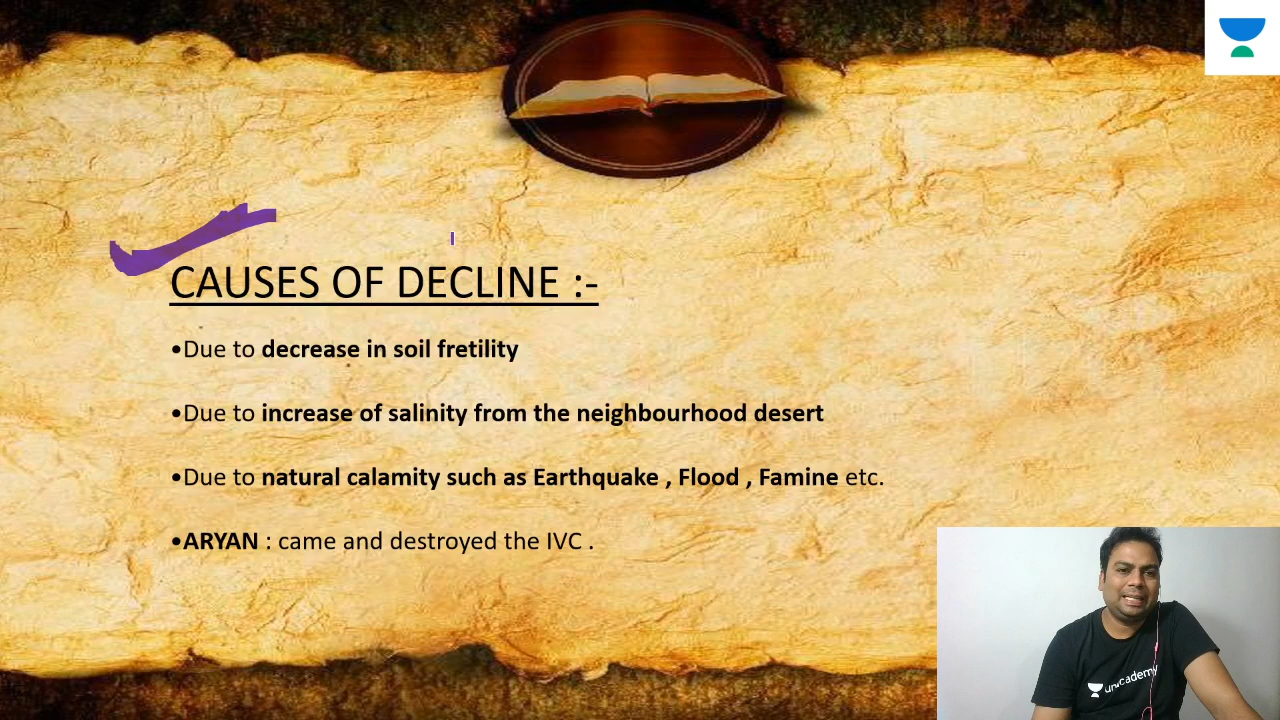 CAUSES OF DECLINE :-
•Due to decrease in soil fretility
•Due to increase of salinity from the neighbourhood desert
•Due to natural calamity such as Earthquake , Flood , Famine etc.
•ARYAN : came and destroyed the IVC .
unacademy